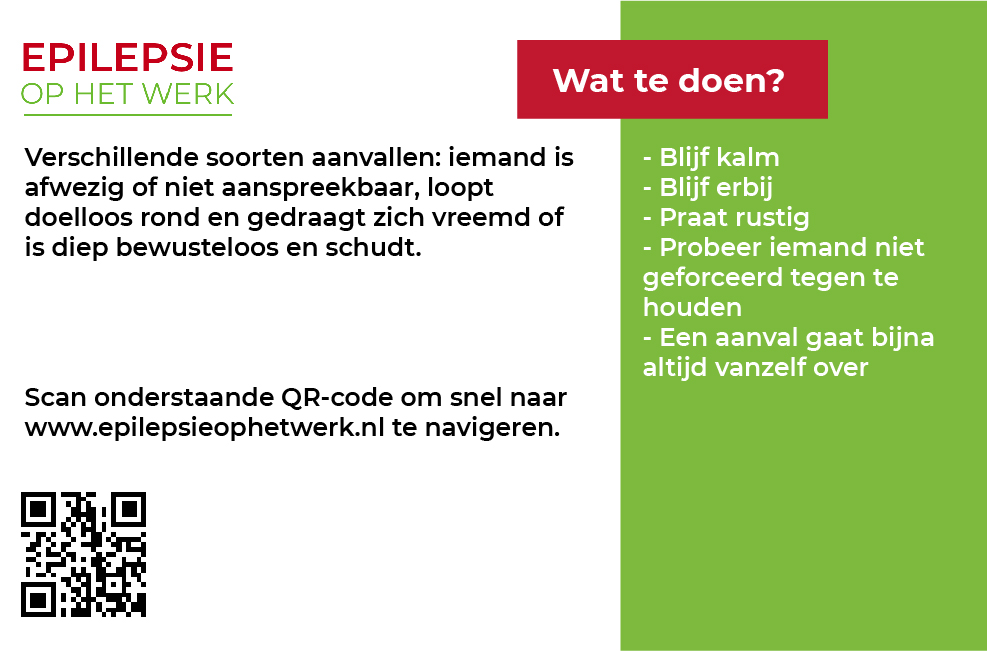 EPILEPSIE
OP HET WERK
Verschillende soorten aanvallen: iemand is
afwezig of niet aanspreekbaar, loopt
doelloos rond en gedraagt zich vreemd of
is diep bewusteloos en schudt.
Scan onderstaande QR-code om snel naar
www.epilepsieophetwerk.nl te navigeren.
Wat te doen?
- Blijf kalm
- Blijf erbij
- Praat rustig
- Probeer iemand niet
geforceerd tegen te
houden
- Een aanval gaat bijna
altijd vanzelf over